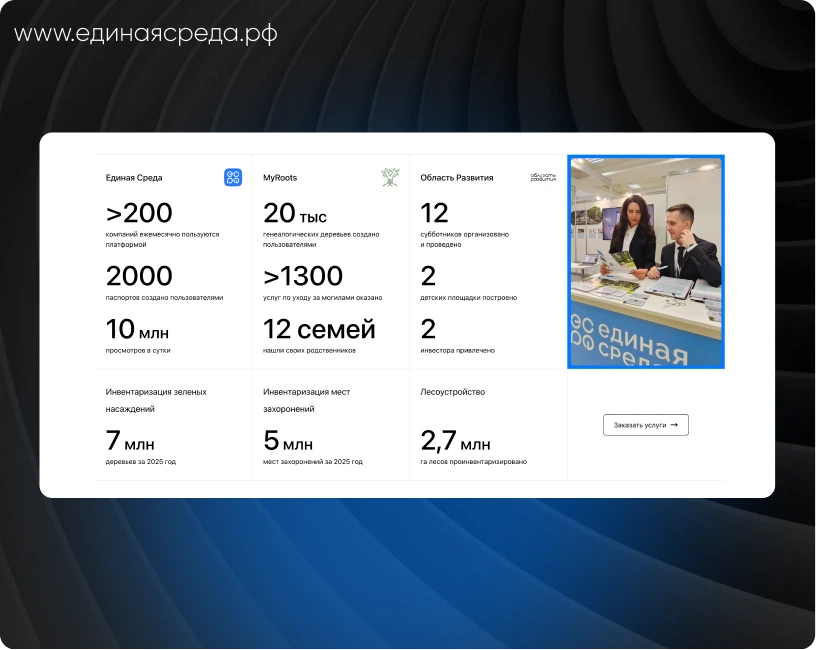 www.единаясреда.рф
Единая Среда
>200
компаний ежемесячно пользуются
платформой
2000
паспортов создано пользователями
10 млн
просмотров в сутки
MyRoots
20 тыс
генеалогических деревьев создано
пользователями
>1300
услуг по уходу за могилами оказано
12 семей
нашли своих родственников
Область Развития
область
развития
12
субботников организовано
и проведено
2
детских площадки построено
2
инвестора привлечено
единая
среда
Инвентаризация зеленых
насаждений
7 млн
деревьев за 2025 год
Инвентаризация мест
захоронений
5 млн
мест захоронений за 2025 год
Лесоустройство
2,7 млн
га лесов проинвентаризировано
Заказать услуги →